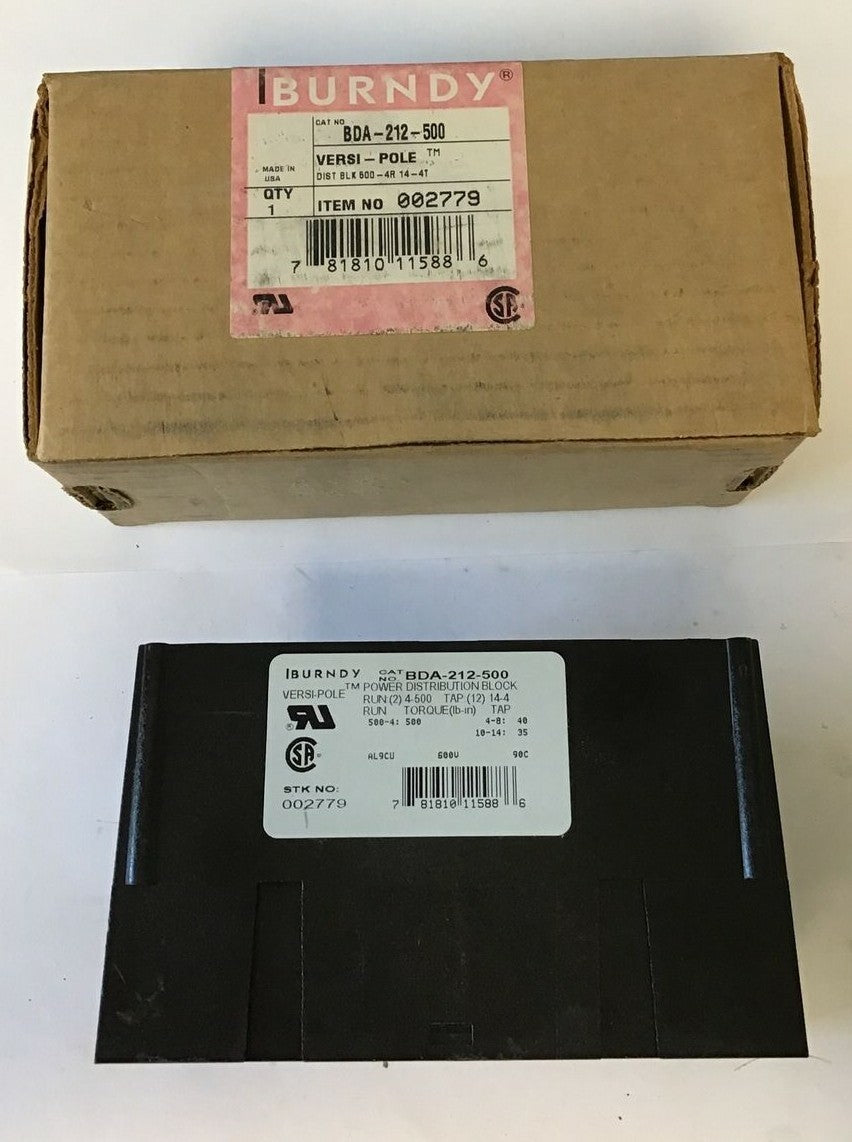 BURNDY®
CAT NO
BDA-212-500
VERSI-POLE ™
MADE IN USA
DIST BLK 500-4R 14-4T
QTY 1
ITEM NO 002779
7 81810 11588 6
SA
BURNDY CAT NO. BDA-212-500
VERSI-POLE™ POWER DISTRIBUTION BLOCK
RUN (2) 4-500 TAP (12) 14-4
RUN TORQUE(lb-in) TAP
500-4: 500 4-8: 40
10-14: 35
SA
AL9CU 600V 90C
STK NO:
002779
7 81810 11588 6